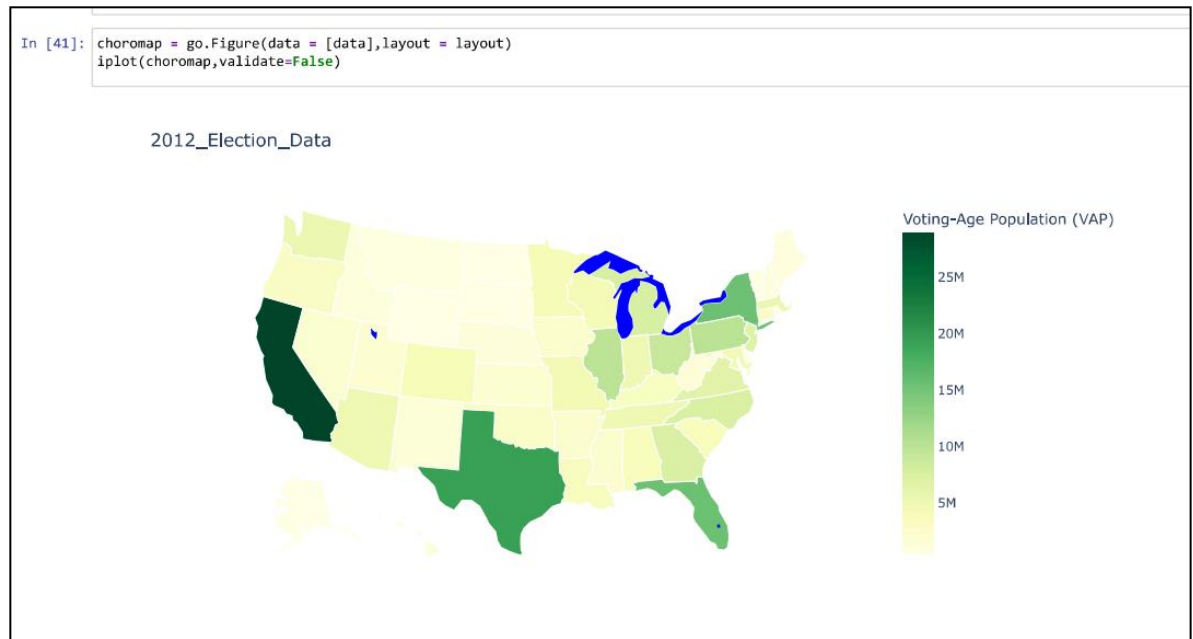 In [41]: choromap = go.Figure(data = [data],layout = layout)
iplot(choromap,validate=False)
2012_Election_Data
Voting-Age Population (VAP)
25M
20M
15M
10M
5M